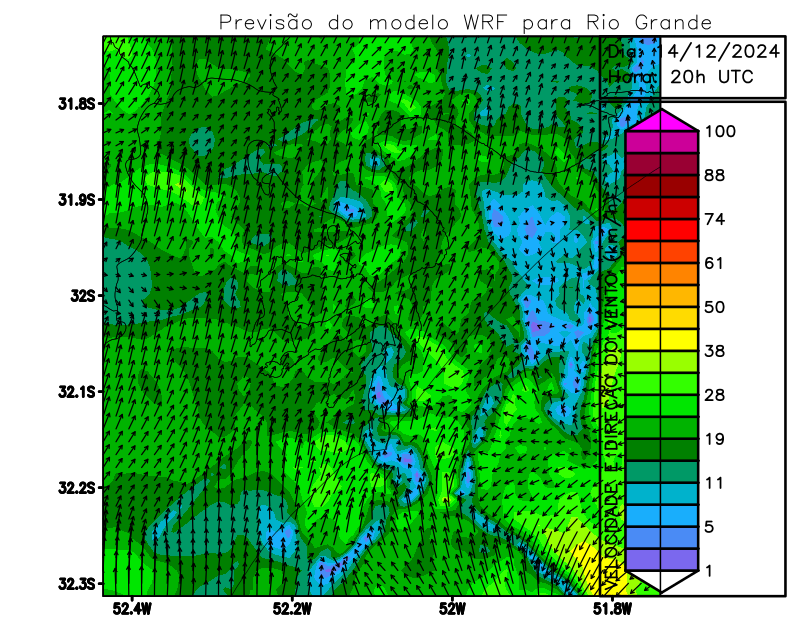 Previsão do modelo WRF para Rio Grande
Dia: 14/12/2024
Hora: 20h UTC
31.8S
31.9S
32S
32.1S
32.2S
32.3S
52.4W
52.2W
52W
51.8W
VELOCIDADE E DIREÇÃO DO VENTO (km/h)
100
88
74
61
50
38
28
19
11
5
1